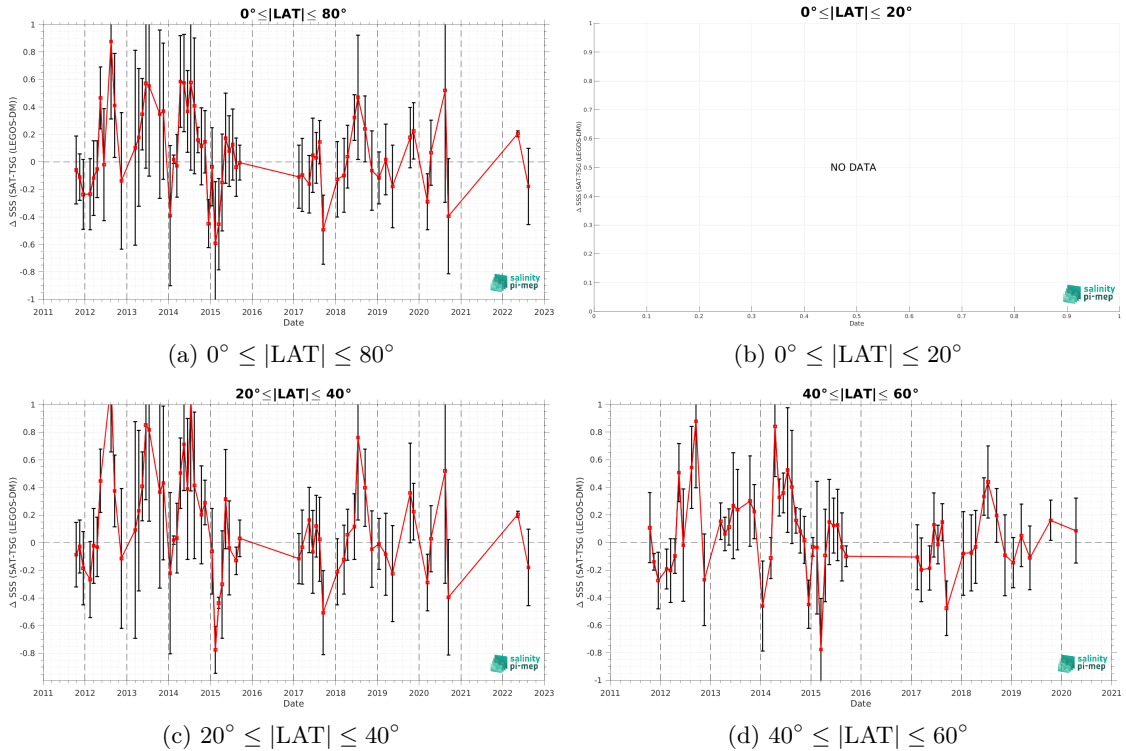 0°≤|LAT|≤ 80°
Δ SSS (SAT-TSG (LEGOS-DM))
1
0.8
0.6
0.4
0.2
0
-0.2
-0.4
-0.6
-0.8
-1
2011 2012 2013 2014 2015 2016 2017 2018 2019 2020 2021 2022 2023
Date
salinity
pi-mep
(a) 0° ≤ |LAT| ≤ 80°
0°≤|LAT|≤ 20°
Δ SSS (SAT-TSG (LEGOS-DM))
1
0.9
0.8
0.7
0.6
0.5
0.4
0.3
0.2
0.1
0
NO DATA
0 0.1 0.2 0.3 0.4 0.5 0.6 0.7 0.8 0.9 1
Date
salinity
pi-mep
(b) 0° ≤ |LAT| ≤ 20°
20°≤|LAT|≤ 40°
Δ SSS (SAT-TSG (LEGOS-DM))
1
0.8
0.6
0.4
0.2
0
-0.2
-0.4
-0.6
-0.8
-1
2011 2012 2013 2014 2015 2016 2017 2018 2019 2020 2021 2022 2023
Date
salinity
pi-mep
(c) 20° ≤ |LAT| ≤ 40°
40°≤|LAT|≤ 60°
Δ SSS (SAT-TSG (LEGOS-DM))
1
0.8
0.6
0.4
0.2
0
-0.2
-0.4
-0.6
-0.8
-1
2011 2012 2013 2014 2015 2016 2017 2018 2019 2020 2021
Date
salinity
pi-mep
(d) 40° ≤ |LAT| ≤ 60°